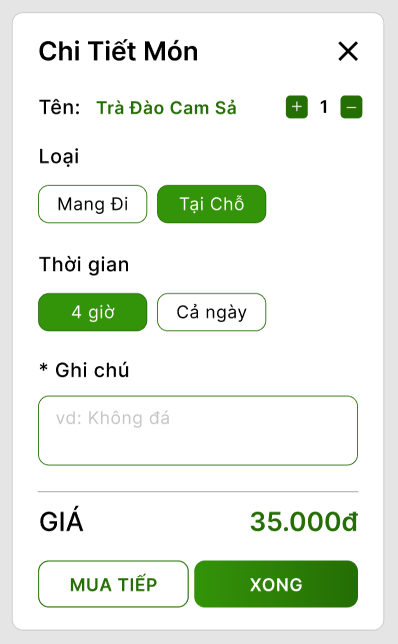 Chi Tiết Món
Tên: Trà Đào Cam Sả + 1 −
Loại
Mang Đi Tại Chỗ
Thời gian
4 giờ Cả ngày
* Ghi chú
vd: Không đá
GIÁ 35.000đ
MUA TIẾP XONG